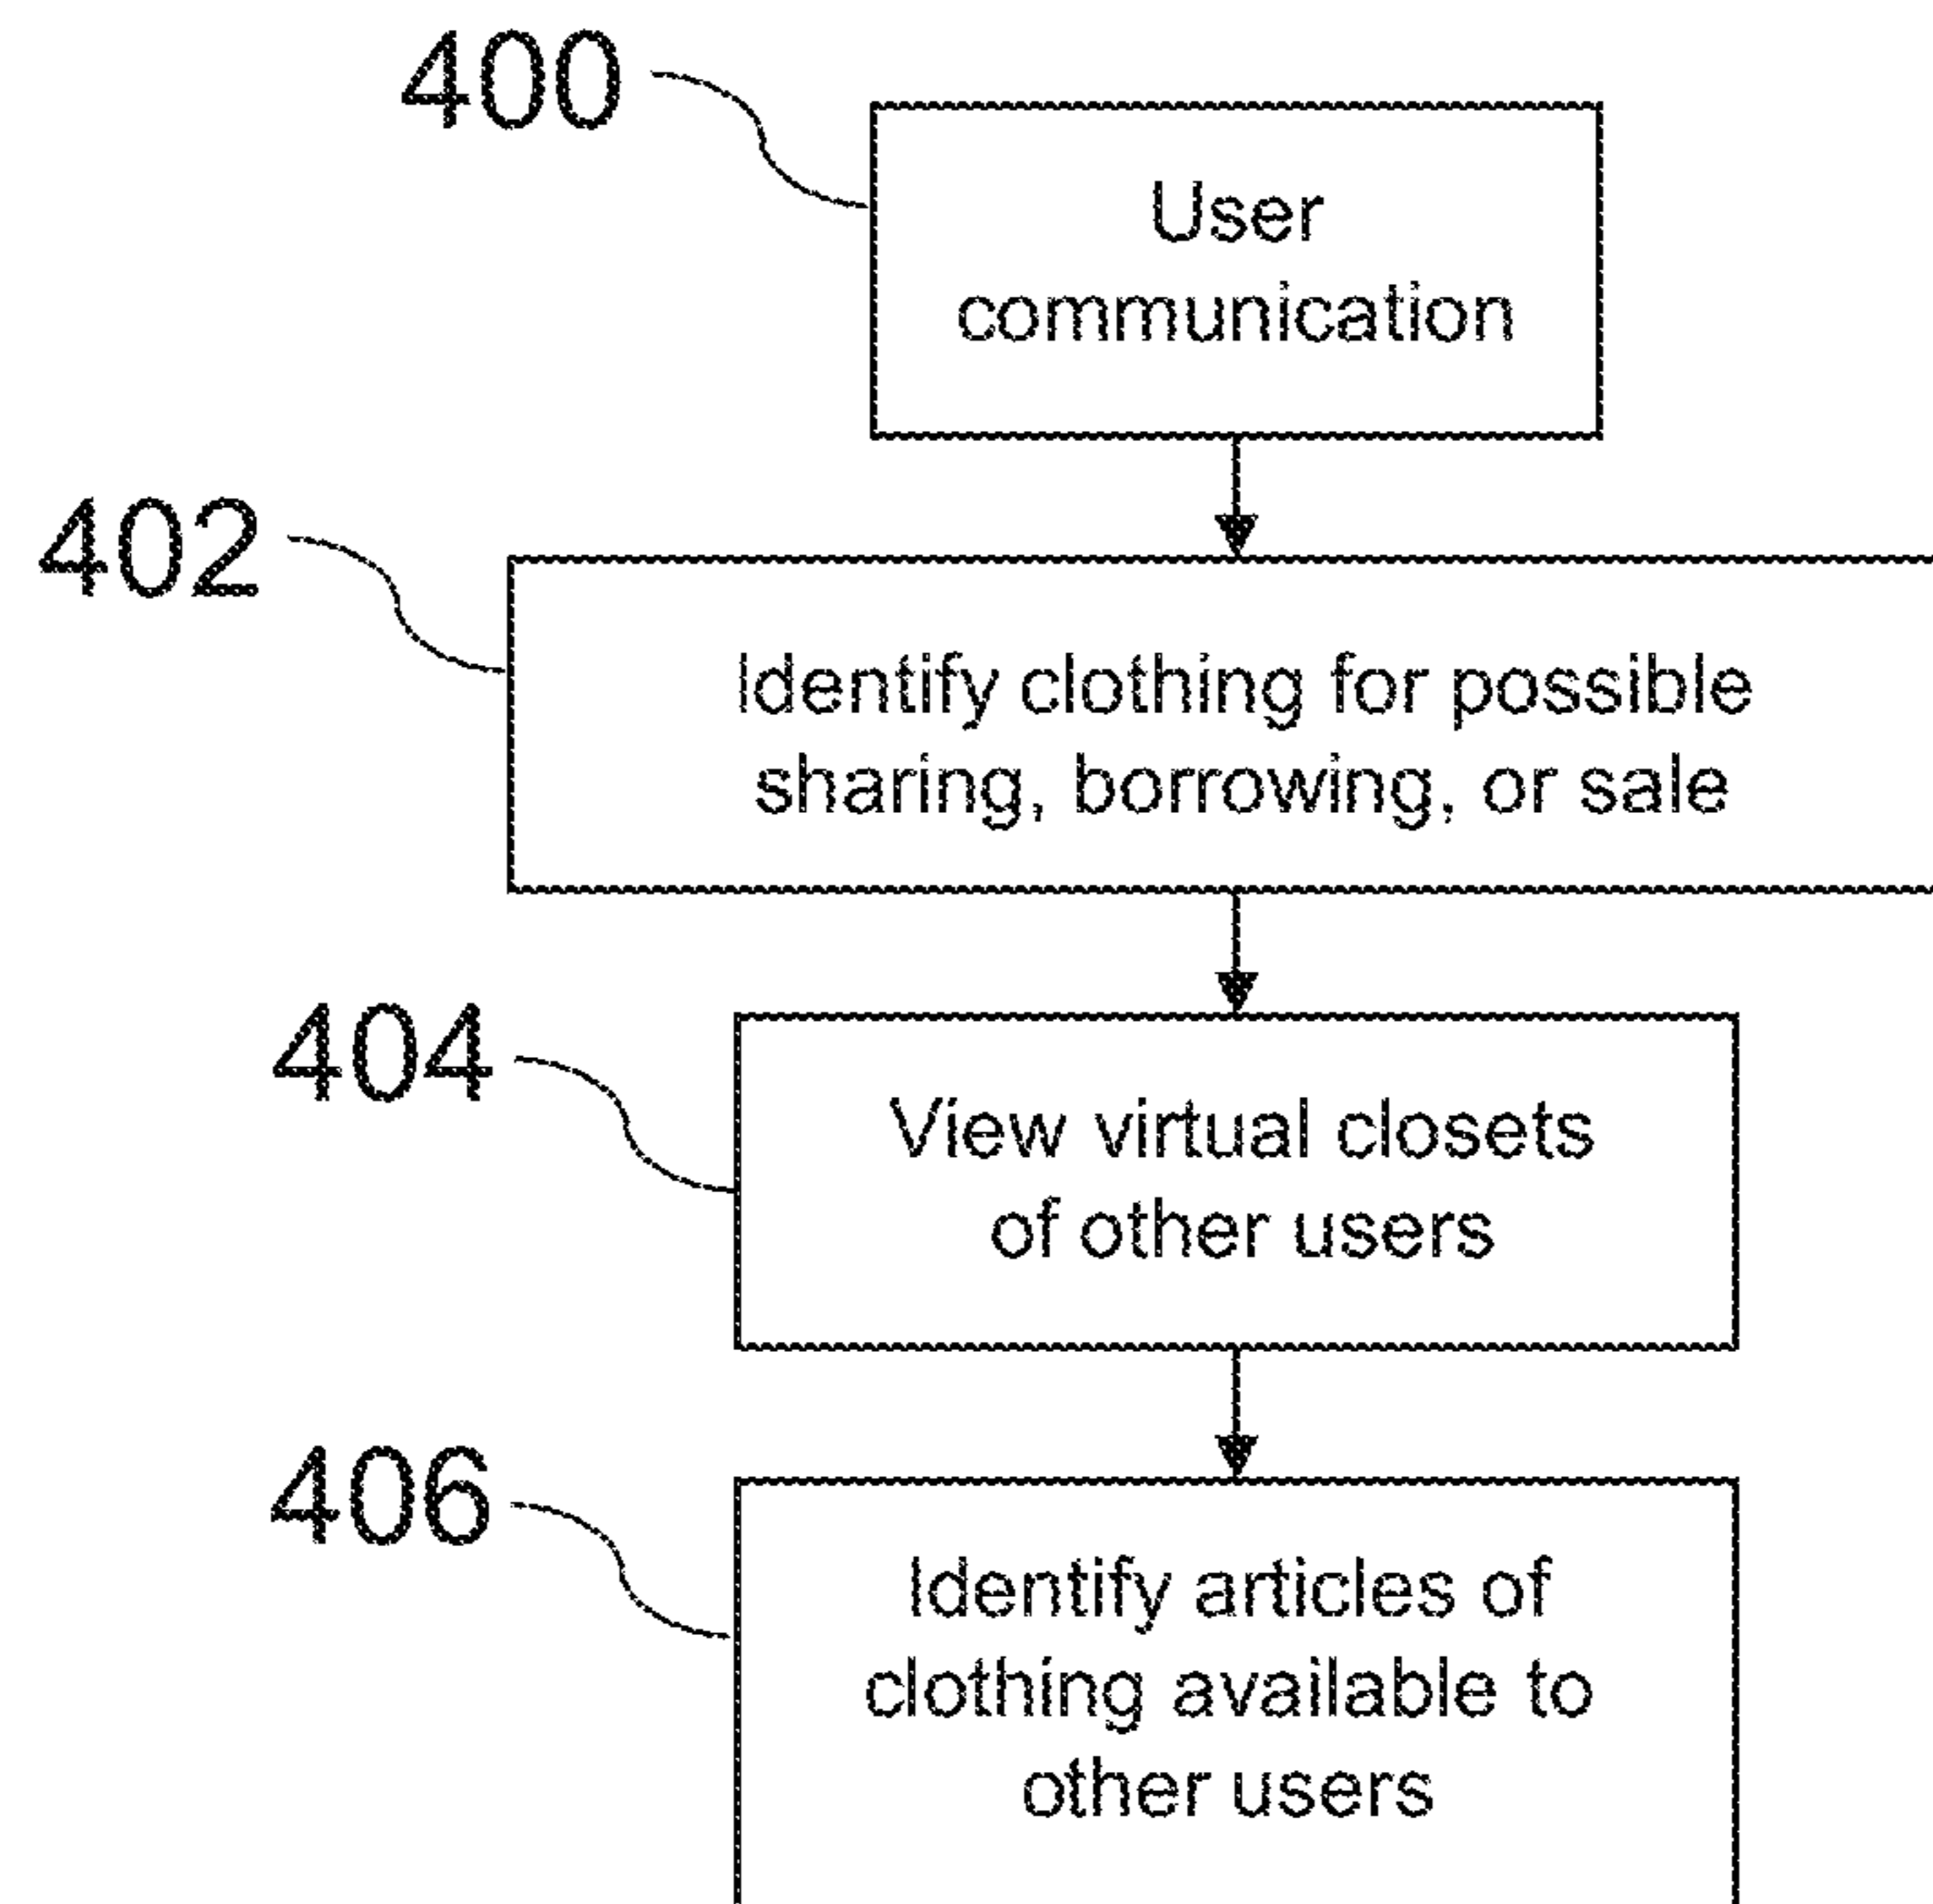 400
User
communication
402
Identify clothing for possible
sharing, borrowing, or sale
404
View virtual closets
of other users
406
Identify articles of
clothing available to
other users